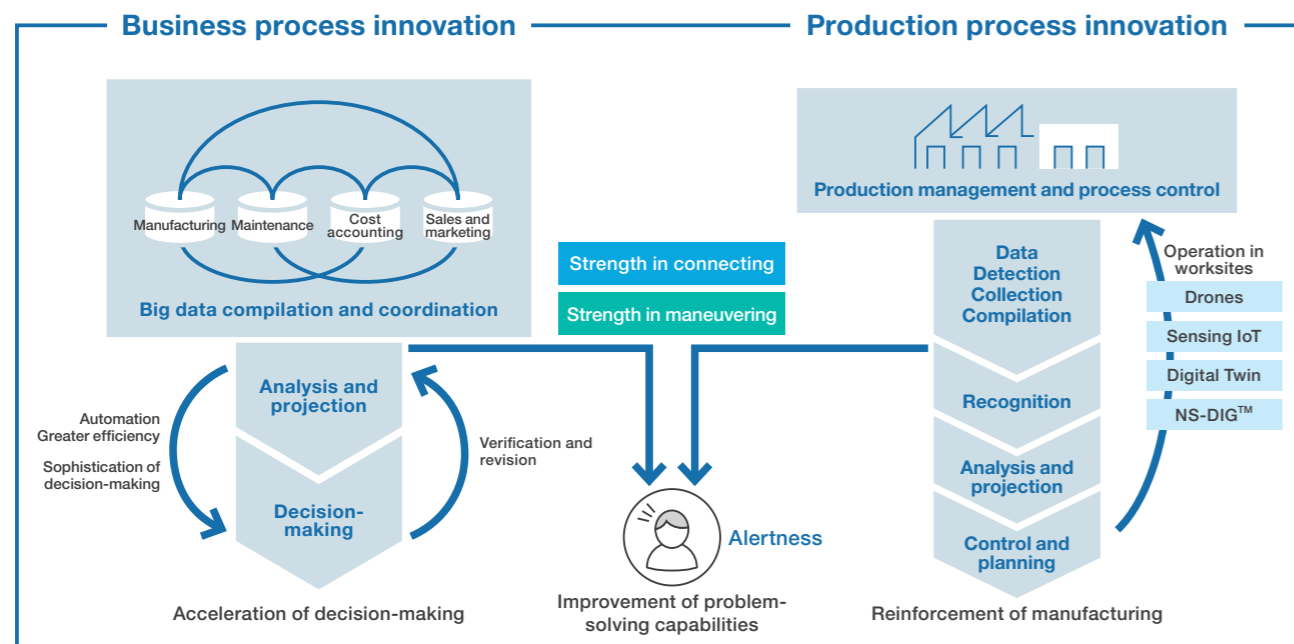 Business process innovation
Production process innovation
Manufacturing
Maintenance
Cost
accounting
Sales and
marketing
Big data compilation and coordination
Analysis and
projection
Decision-
making
Automation
Greater efficiency
Sophistication of
decision-making
Verification and
revision
Acceleration of decision-making
Strength in connecting
Strength in maneuvering
Alertness
Improvement of problem-
solving capabilities
Production management and process control
Data
Detection
Collection
Compilation
Recognition
Analysis and
projection
Control and
planning
Operation in
worksites
Drones
Sensing IoT
Digital Twin
NS-DIG™
Reinforcement of manufacturing